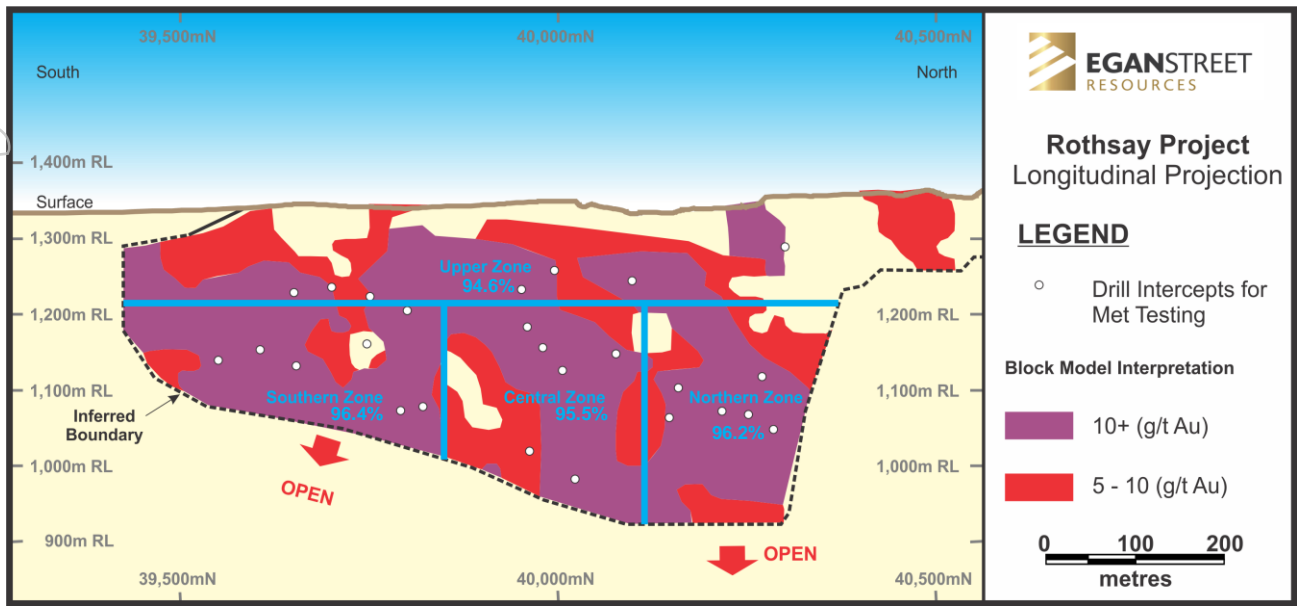 39,500mN
40,000mN
40,500mN
South
North
1,400m RL
Surface
1,300m RL
1,300m RL
Upper Zone
94.6%
1,200m RL
1,200m RL
1,100m RL
1,100m RL
Southern Zone
96.4%
Central Zone
95.5%
Northern Zone
96.2%
Inferred
Boundary
1,000m RL
1,000m RL
OPEN
900m RL
OPEN
39,500mN
40,000mN
40,500mN
EGANSTREET
RESOURCES
Rothsay Project
Longitudinal Projection
LEGEND
Drill Intercepts for
Met Testing
Block Model Interpretation
10+ (g/t Au)
5 - 10 (g/t Au)
0 100 200
metres